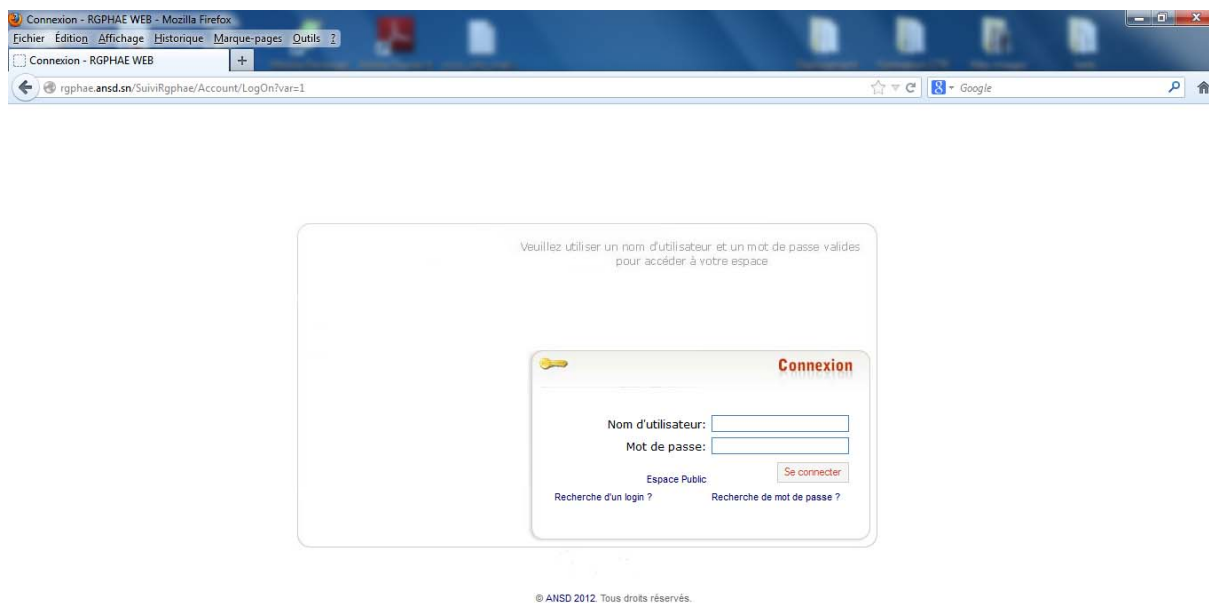 Connexion - RGPHAE WEB - Mozilla Firefox
Fichier Édition Affichage Historique Marque-pages Outils ?
Connexion - RGPHAE WEB +
rgphae.ansd.sn/SuiviRgphae/Account/LogOn?var=1 Google
Veuillez utiliser un nom d'utilisateur et un mot de passe valides
pour accéder à votre espace
Connexion
Nom d'utilisateur:
Mot de passe:
Espace Public Se connecter
Recherche d'un login ? Recherche de mot de passe ?
© ANSD 2012. Tous droits réservés.